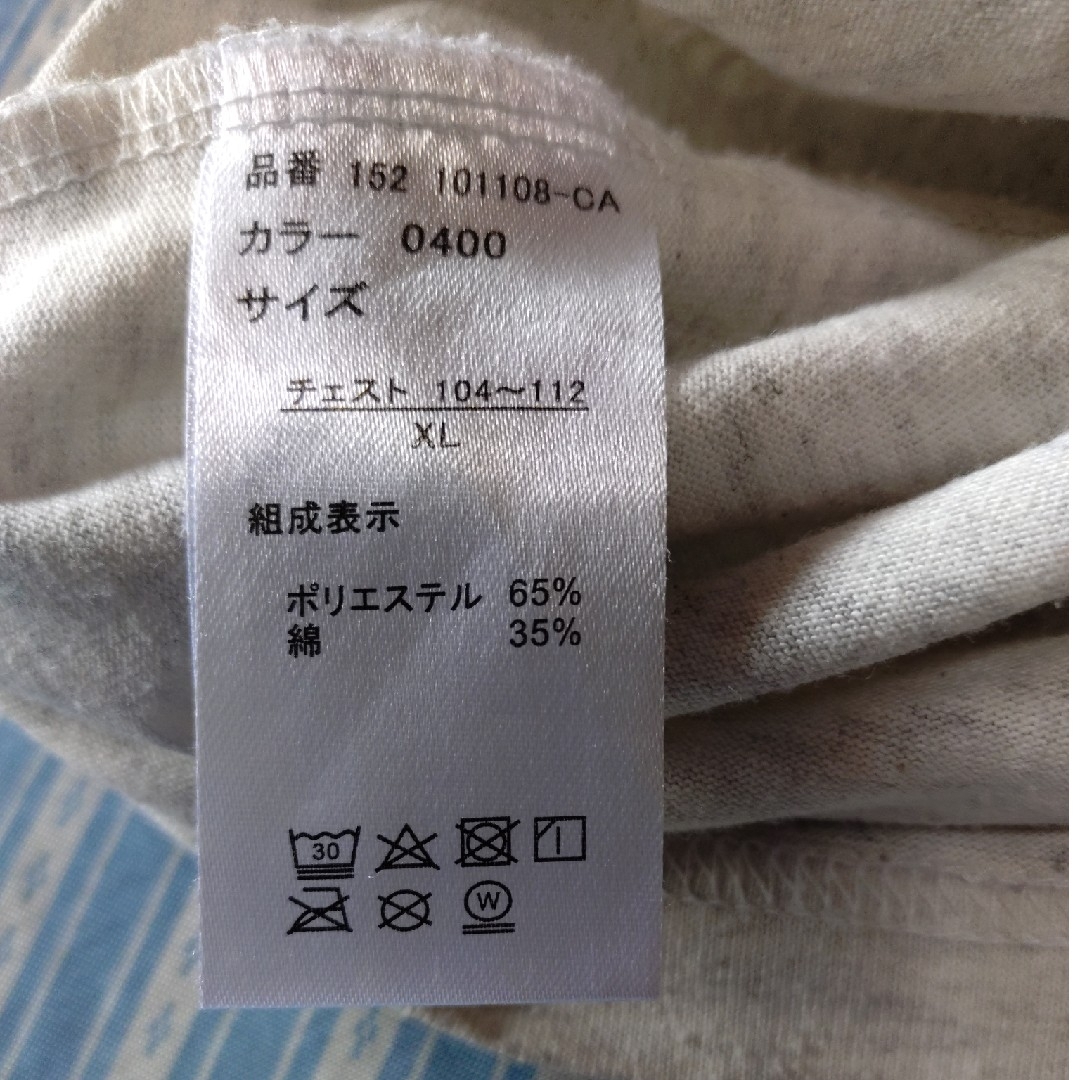 品番 152 101108-CA
カラー 0400
サイズ
チェスト 104～112
XL
組成表示
ポリエステル 65%
綿 35%
30
W